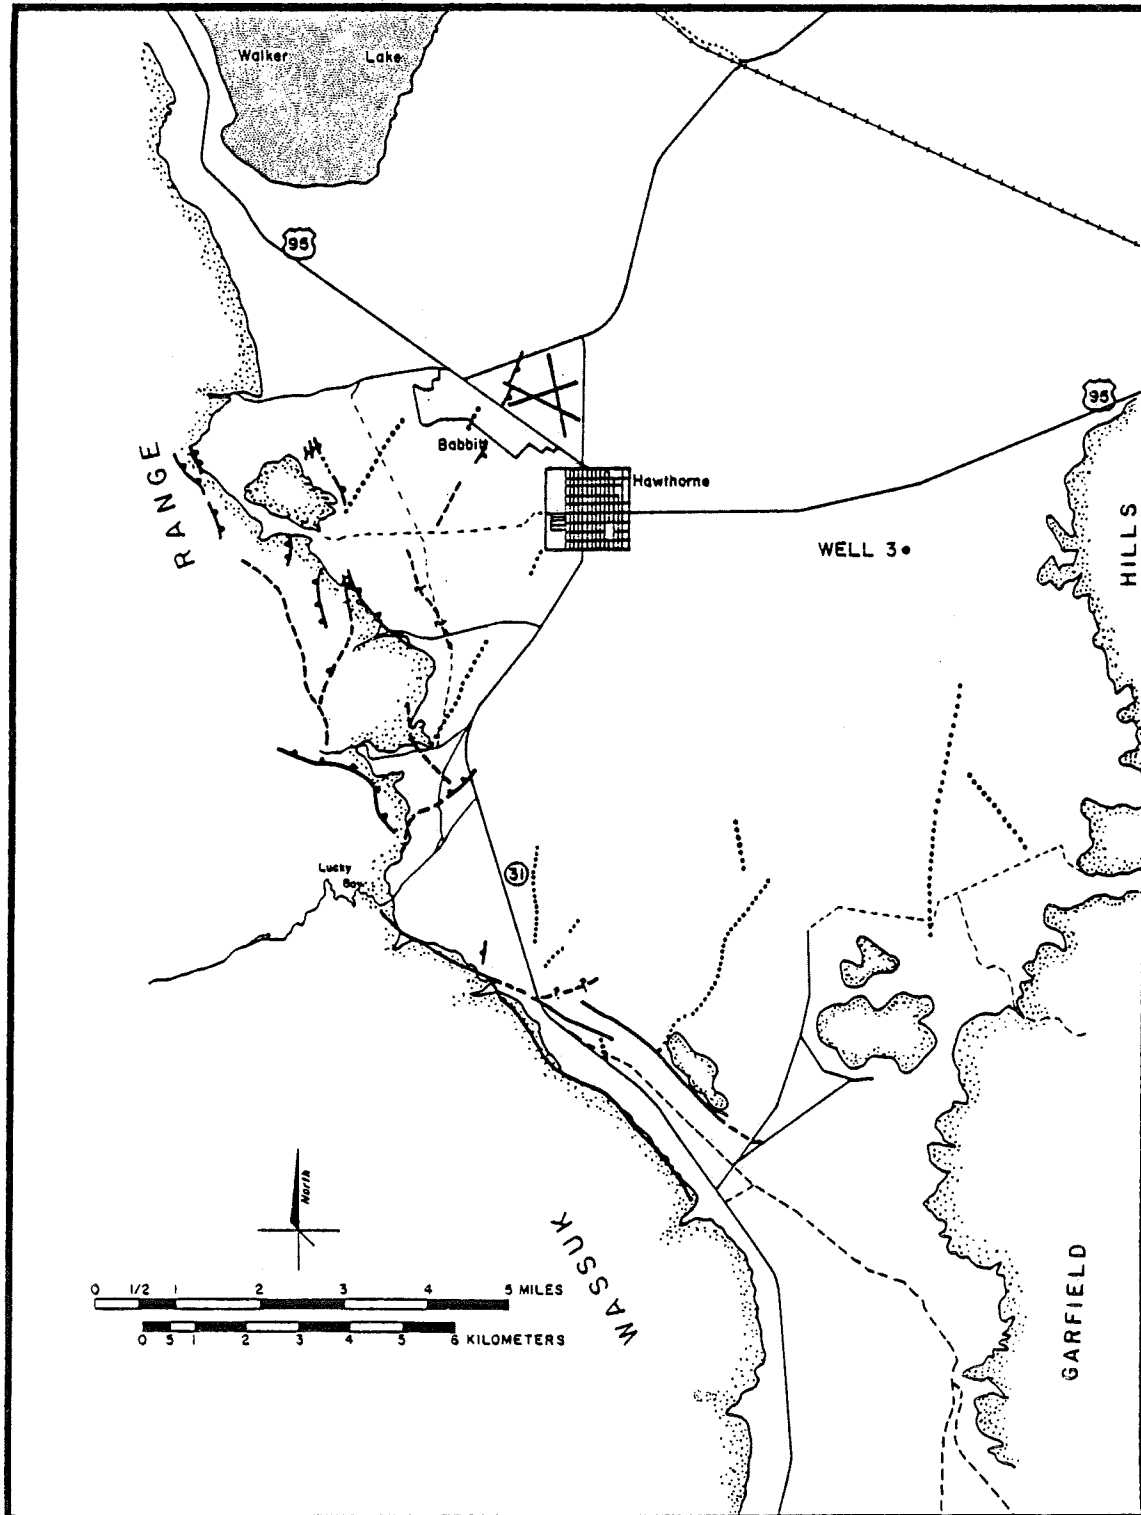 Walker Lake
95
95
RANGE
Babbitt
Hawthorne
WELL 3
HILLS
31
Lucky
Boy
North
WASSUK
GARFIELD
0 1/2 1 2 3 4 5 MILES
0 5 1 2 3 4 5 6 KILOMETERS